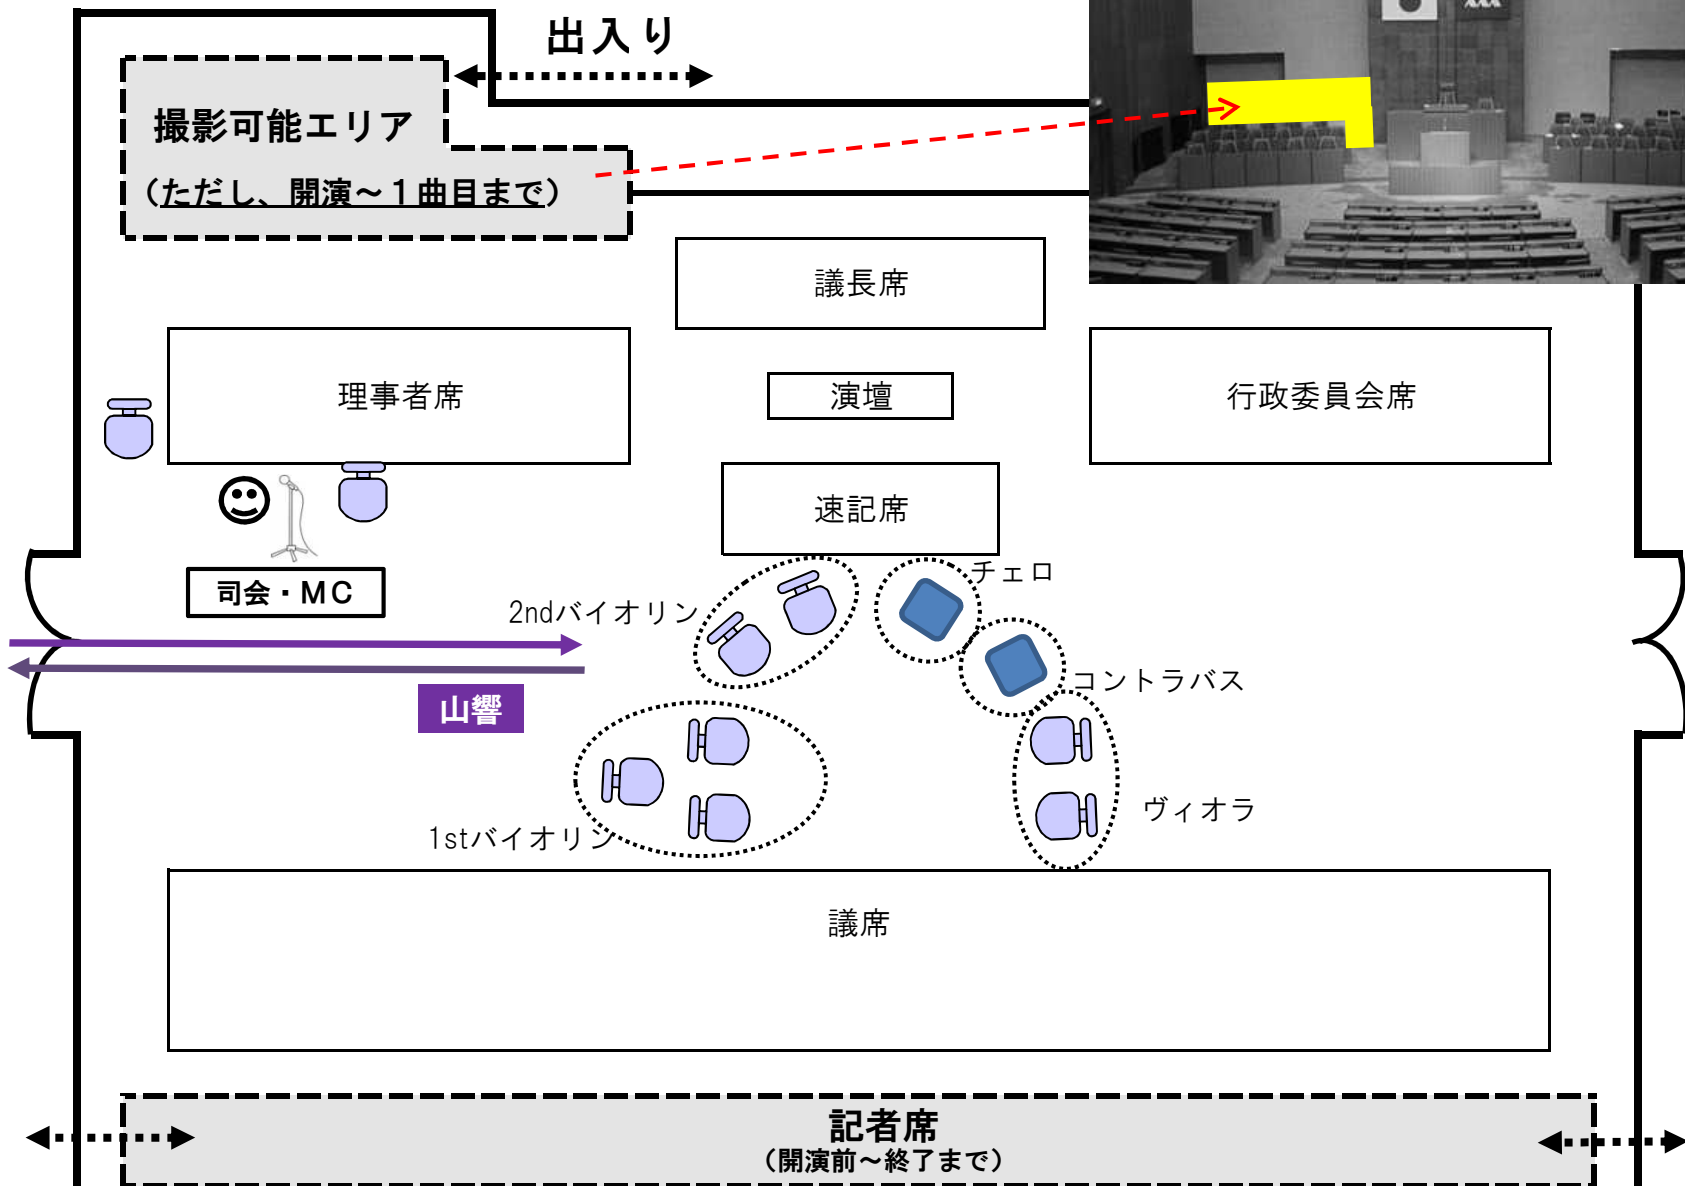 出入り
撮影可能エリア
（ただし、開演～１曲目まで）
議長席
理事者席
演壇
行政委員会席
速記席
チェロ
司会・ＭＣ
2ndバイオリン
コントラバス
山響
ヴィオラ
1stバイオリン
議席
記者席
（開演前～終了まで）